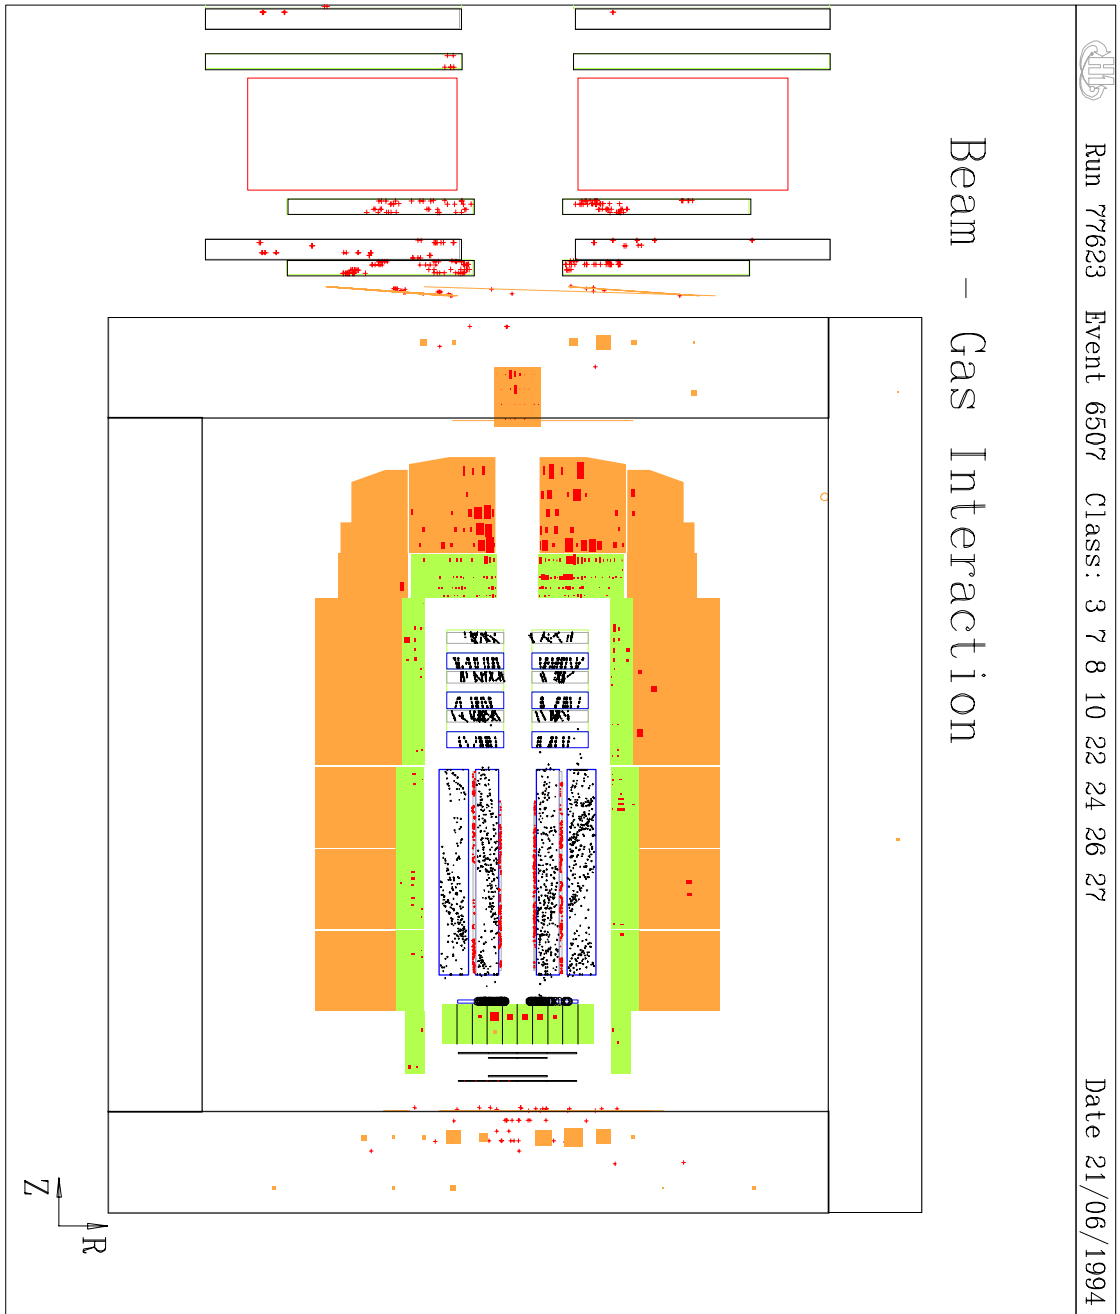 H1 Run 77623 Event 6507 Class: 3 7 8 10 22 24 26 27 Date 21/06/1994
Beam - Gas Interaction
Z
R